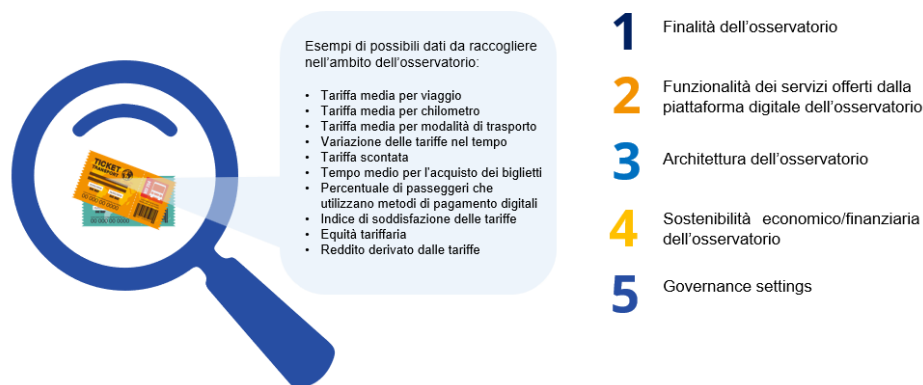 Esempi di possibili dati da raccogliere
nell'ambito dell'osservatorio:
• Tariffa media per viaggio
• Tariffa media per chilometro
• Tariffa media per modalità di trasporto
• Variazione delle tariffe nel tempo
• Tariffa scontata
• Tempo medio per l'acquisto dei biglietti
• Percentuale di passeggeri che
utilizzano metodi di pagamento digitali
• Indice di soddisfazione delle tariffe
• Equità tariffaria
• Reddito derivato dalle tariffe
TICKET
TRANSPORT
1 Finalità dell'osservatorio
2 Funzionalità dei servizi offerti dalla
piattaforma digitale dell'osservatorio
3 Architettura dell'osservatorio
4 Sostenibilità economico/finanziaria
dell'osservatorio
5 Governance settings